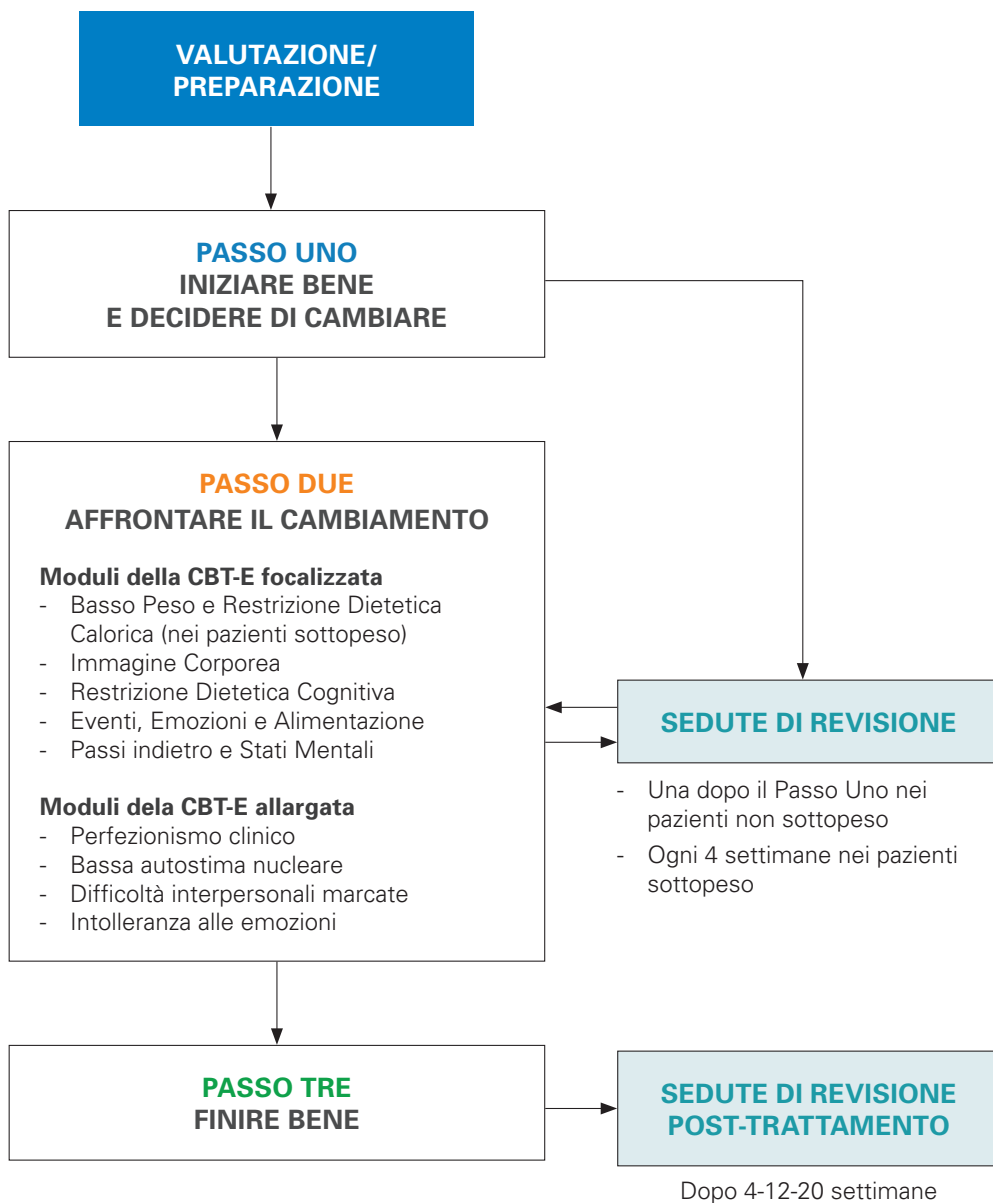 VALUTAZIONE/
PREPARAZIONE
PASSO UNO
INIZIARE BENE
E DECIDERE DI CAMBIARE
PASSO DUE
AFFRONTARE IL CAMBIAMENTO
Moduli della CBT-E focalizzata
- Basso Peso e Restrizione Dietetica
Calorica (nei pazienti sottopeso)
- Immagine Corporea
- Restrizione Dietetica Cognitiva
- Eventi, Emozioni e Alimentazione
- Passi indietro e Stati Mentali
Moduli dela CBT-E allargata
- Perfezionismo clinico
- Bassa autostima nucleare
- Difficoltà interpersonali marcate
- Intolleranza alle emozioni
SEDUTE DI REVISIONE
- Una dopo il Passo Uno nei
pazienti non sottopeso
- Ogni 4 settimane nei pazienti
sottopeso
PASSO TRE
FINIRE BENE
SEDUTE DI REVISIONE
POST-TRATTAMENTO
Dopo 4-12-20 settimane